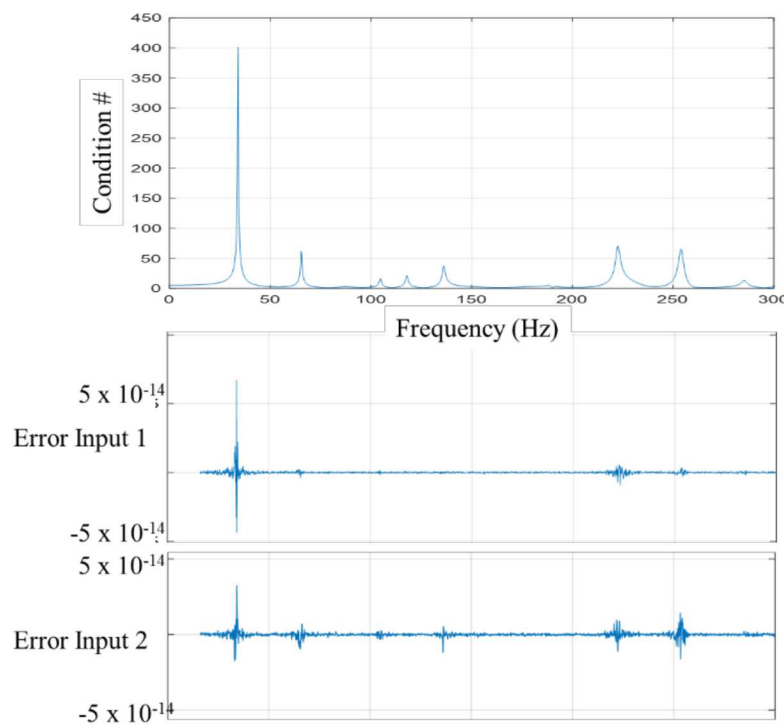 450
400
350
300
250
200
150
100
50
0
Condition #
0 50 100 150 200 250 300
Frequency (Hz)
5 x 10-14
Error Input 1
-5 x 10-14
5 x 10-14
Error Input 2
-5 x 10-14